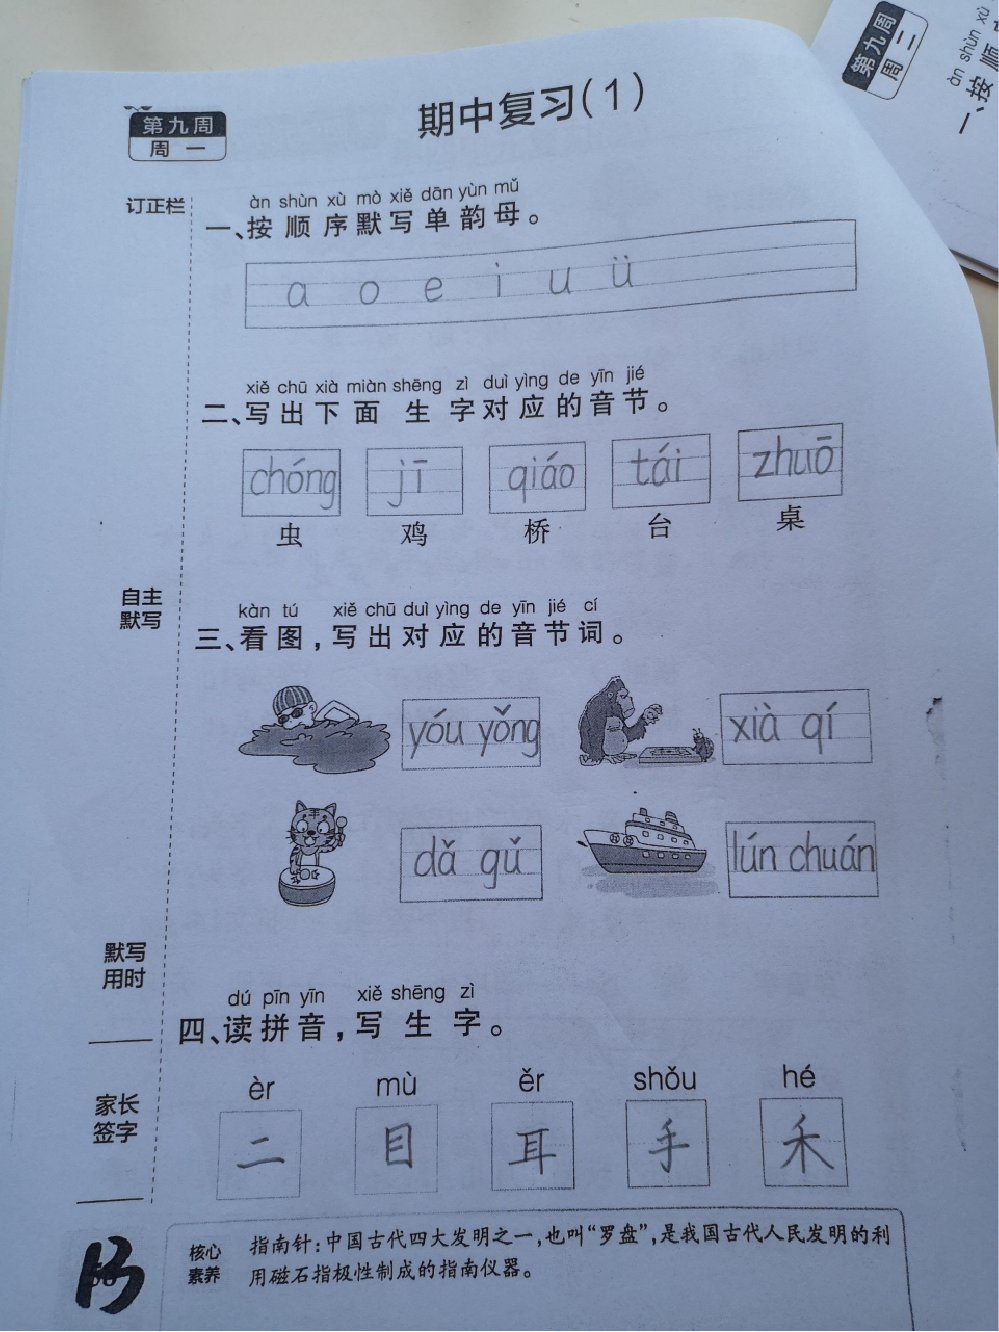 第九周
周一
期中复习(1)
第九周
周二
àn shùn xù
一、按顺
订正栏
àn shùn xù mò xiě dān yùn mǔ
一、按顺序默写单韵母。
a o e i u ü
xiě chū xià miàn shēng zì duì yìng de yīn jié
二、写出下面生字对应的音节。
chóng jī qiáo tái zhuō
虫 鸡 桥 台 桌
自主
默写
kàn tú xiě chū duì yìng de yīn jié cí
三、看图,写出对应的音节词。
yóu yǒng xià qí
dǎ gǔ lún chuán
默写
用时
dú pīn yīn xiě shēng zì
四、读拼音,写生字。
èr mù ěr shǒu hé
二 目 耳 手 禾
家长
签字
核心
素养
指南针:中国古代四大发明之一,也叫“罗盘”,是我国古代人民发明的利
用磁石指极性制成的指南仪器。